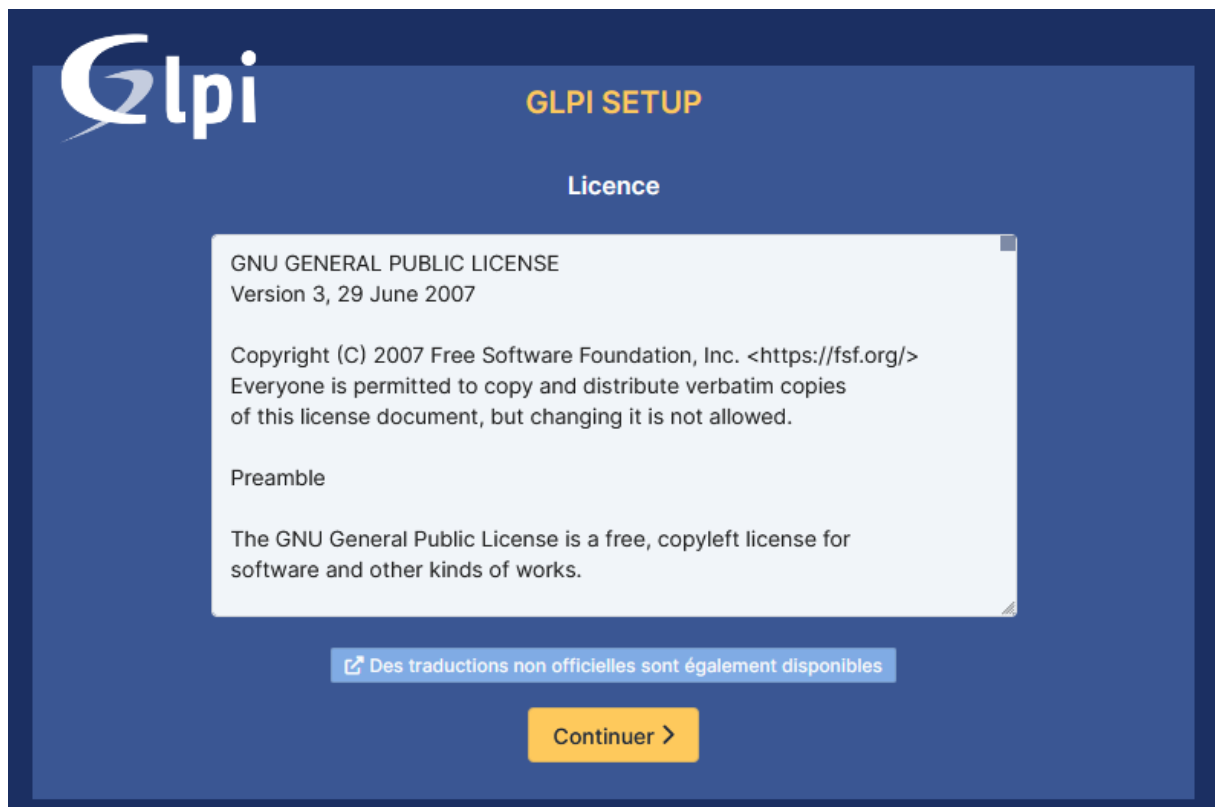 Glpi
GLPI SETUP
Licence
GNU GENERAL PUBLIC LICENSE
Version 3, 29 June 2007
Copyright (C) 2007 Free Software Foundation, Inc. <https://fsf.org/>
Everyone is permitted to copy and distribute verbatim copies
of this license document, but changing it is not allowed.
Preamble
The GNU General Public License is a free, copyleft license for
software and other kinds of works.
Des traductions non officielles sont également disponibles
Continuer